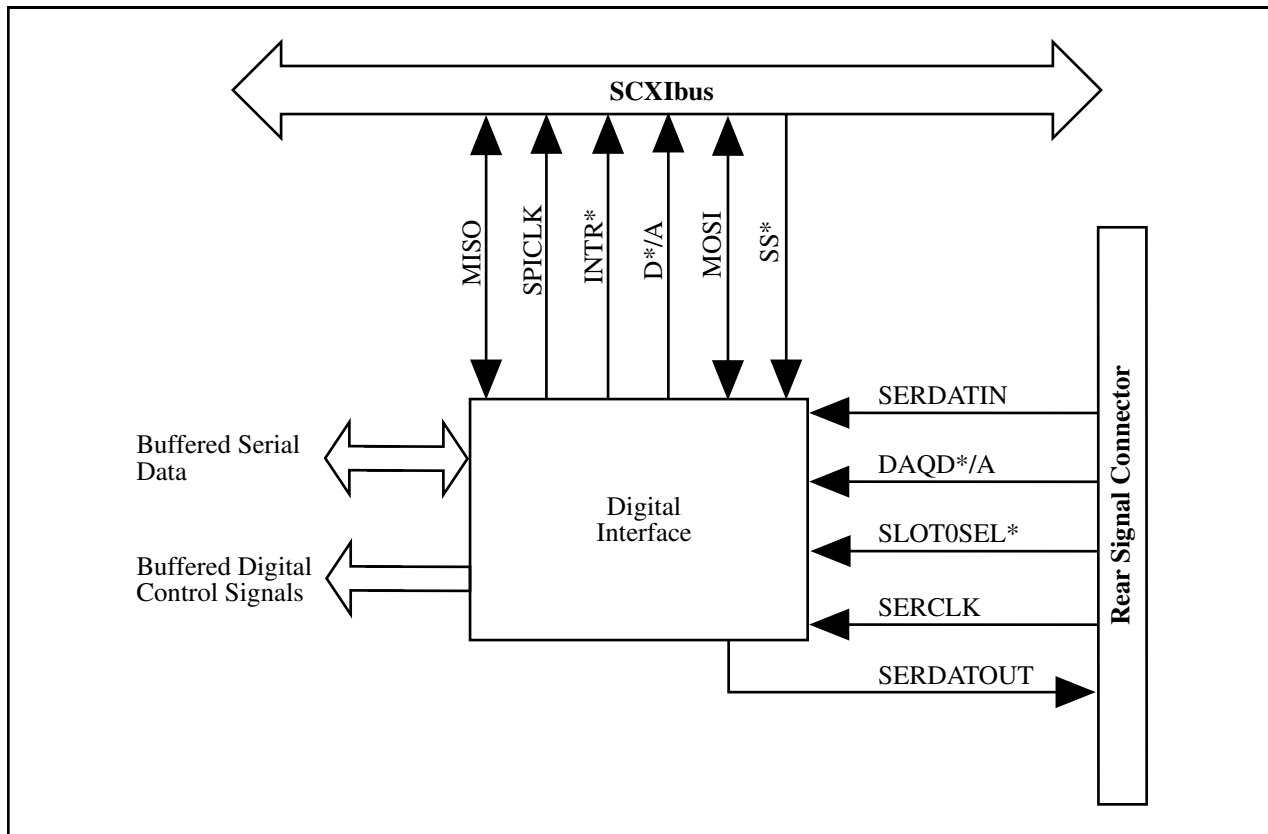 SCXIbus
MISO
SPICLK
INTR*
D*/A
MOSI
SS*
SERDATIN
Buffered Serial
Data
DAQD*/A
Digital
Interface
SLOT0SEL*
Buffered Digital
Control Signals
SERCLK
SERDATOUT
Rear Signal Connector